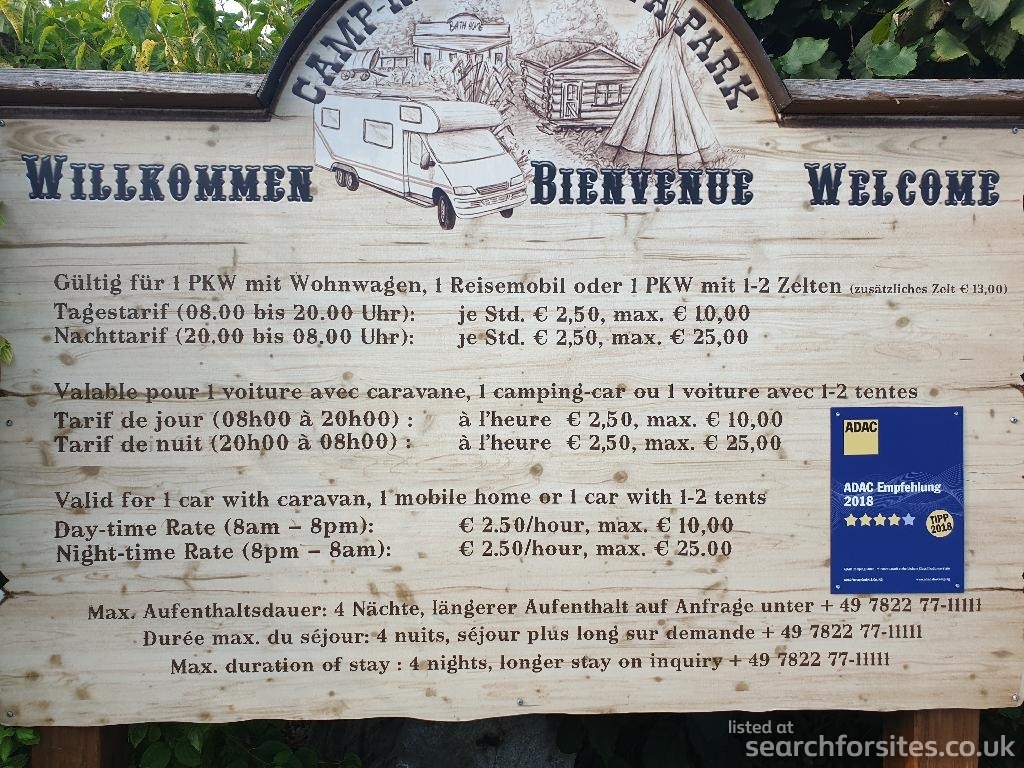 CAMP-
PARK
BATH HOUSE
WILLKOMMEN BIENVENUE WELCOME
Gültig für 1 PKW mit Wohnwagen, 1 Reisemobil oder 1 PKW mit 1-2 Zelten (zusätzliches Zelt € 13,00)
Tagestarif (08.00 bis 20.00 Uhr): je Std. € 2,50, max. € 10,00
Nachttarif (20.00 bis 08.00 Uhr): je Std. € 2,50, max. € 25,00
Valable pour 1 voiture avec caravane, 1 camping-car ou 1 voiture avec 1-2 tentes
Tarif de jour (08h00 à 20h00) : à l'heure € 2,50, max. € 10,00
Tarif de nuit (20h00 à 08h00) : à l'heure € 2,50, max. € 25,00
Valid for 1 car with caravan, 1 mobile home or 1 car with 1-2 tents
Day-time Rate (8am – 8pm): € 2.50/hour, max. € 10,00
Night-time Rate (8pm – 8am): € 2.50/hour, max. € 25.00
ADAC
ADAC Empfehlung
2018
TIPP
2018
Max. Aufenthaltsdauer: 4 Nächte, längerer Aufenthalt auf Anfrage unter + 49 7822 77-11111
Durée max. du séjour: 4 nuits, séjour plus long sur demande + 49 7822 77-11111
Max. duration of stay : 4 nights, longer stay on inquiry + 49 7822 77-11111
listed at
searchforsites.co.uk